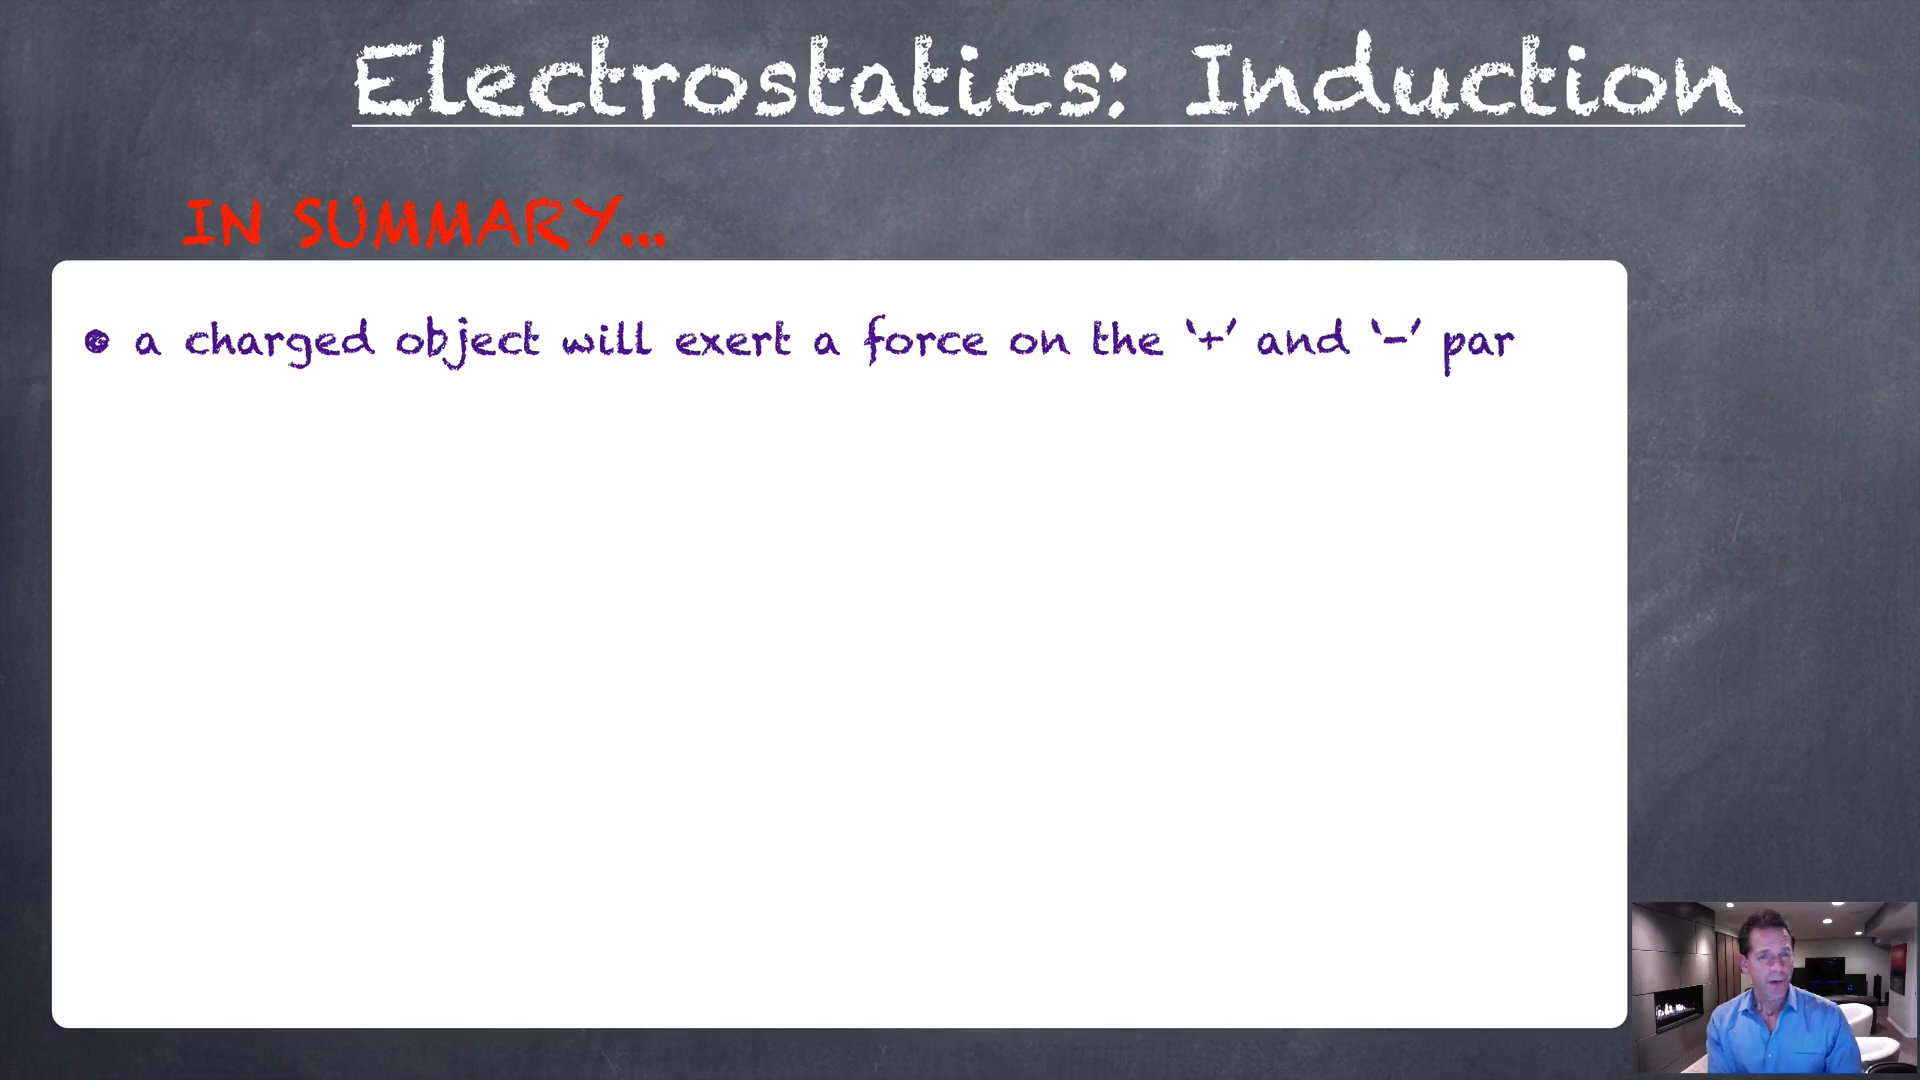 Electrostatics: Induction
IN SUMMARY...
• a charged object will exert a force on the ‘+’ and ‘-’ par